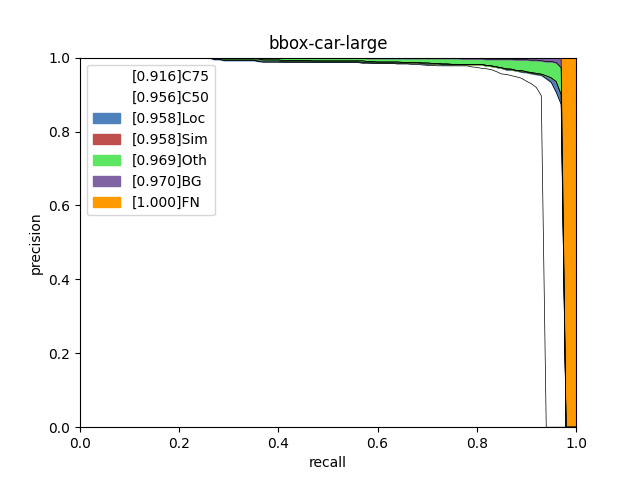 bbox-car-large
1.0
0.8
0.6
0.4
0.2
0.0
precision
[0.916]C75
[0.956]C50
[0.958]Loc
[0.958]Sim
[0.969]Oth
[0.970]BG
[1.000]FN
0.0 0.2 0.4 0.6 0.8 1.0
recall